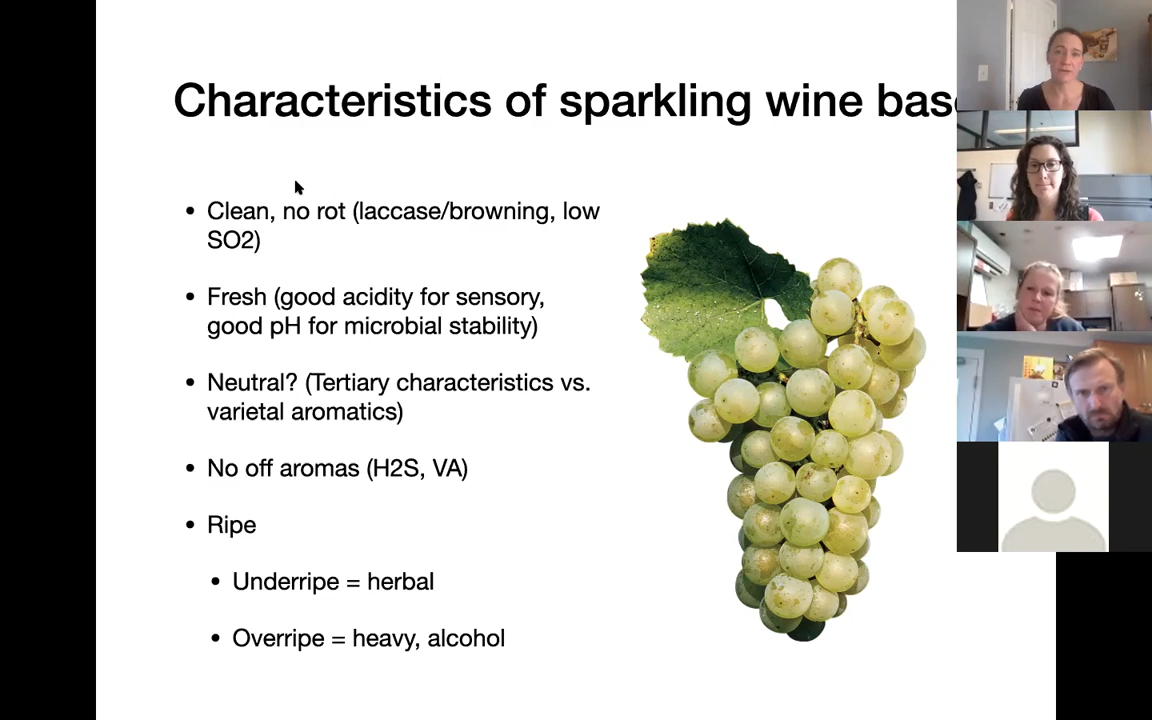 Characteristics of sparkling wine bas
• Clean, no rot (laccase/browning, low
SO2)
• Fresh (good acidity for sensory,
good pH for microbial stability)
• Neutral? (Tertiary characteristics vs.
varietal aromatics)
• No off aromas (H2S, VA)
• Ripe
• Underripe = herbal
• Overripe = heavy, alcohol